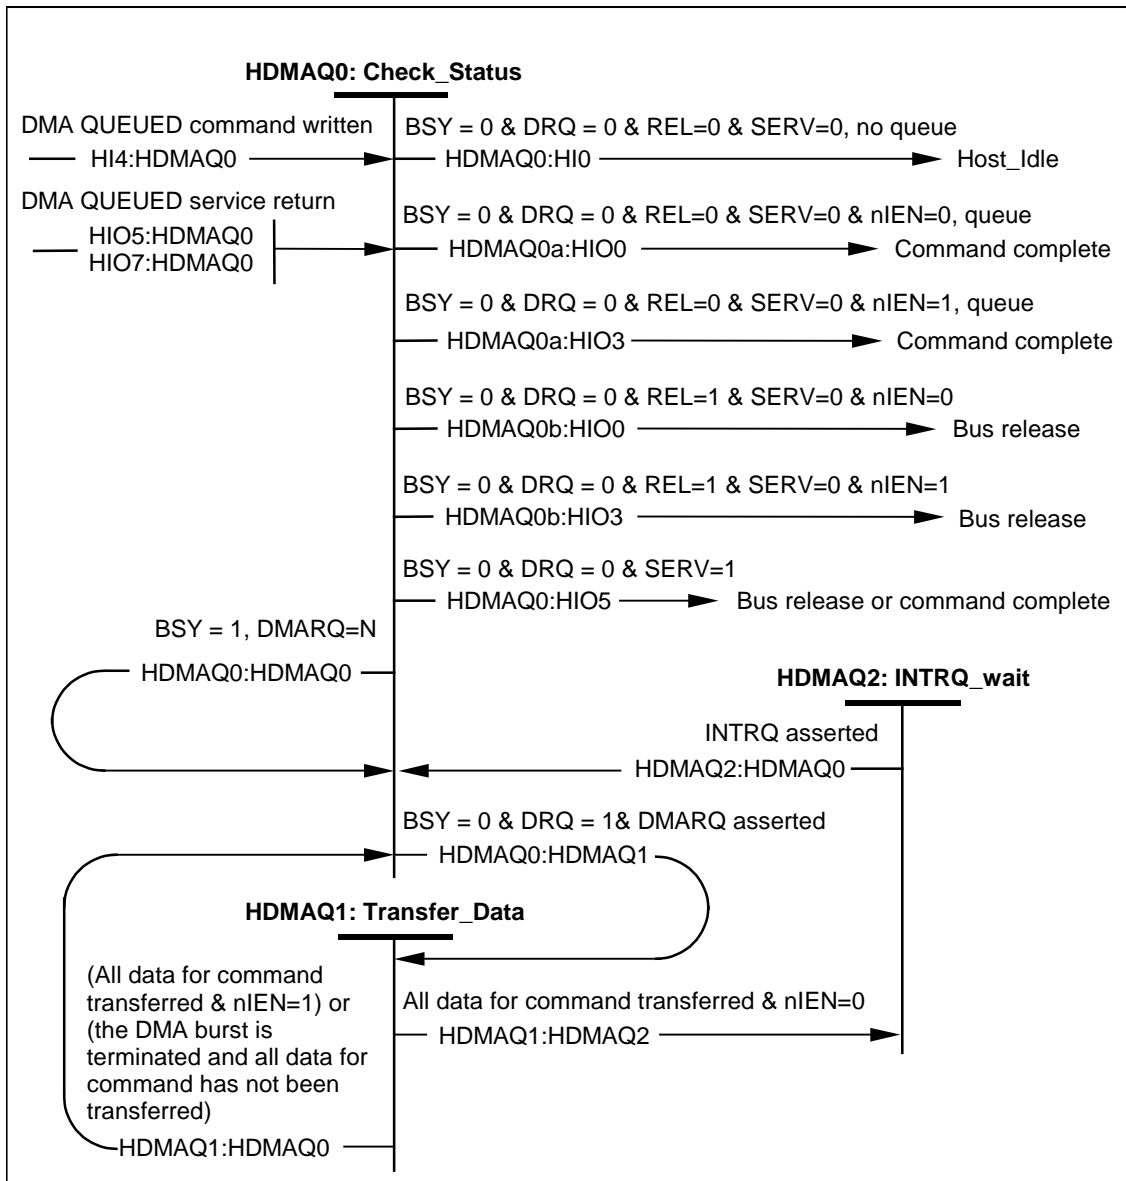 HDMAQ0: Check_Status
DMA QUEUED command written
HI4:HDMAQ0
BSY = 0 & DRQ = 0 & REL=0 & SERV=0, no queue
HDMAQ0:HI0
Host_Idle
DMA QUEUED service return
HIO5:HDMAQ0
HIO7:HDMAQ0
BSY = 0 & DRQ = 0 & REL=0 & SERV=0 & nIEN=0, queue
HDMAQ0a:HIO0
Command complete
BSY = 0 & DRQ = 0 & REL=0 & SERV=0 & nIEN=1, queue
HDMAQ0a:HIO3
Command complete
BSY = 0 & DRQ = 0 & REL=1 & SERV=0 & nIEN=0
HDMAQ0b:HIO0
Bus release
BSY = 0 & DRQ = 0 & REL=1 & SERV=0 & nIEN=1
HDMAQ0b:HIO3
Bus release
BSY = 0 & DRQ = 0 & SERV=1
HDMAQ0:HIO5
Bus release or command complete
BSY = 1, DMARQ=N
HDMAQ0:HDMAQ0
HDMAQ2: INTRQ_wait
INTRQ asserted
HDMAQ2:HDMAQ0
BSY = 0 & DRQ = 1& DMARQ asserted
HDMAQ0:HDMAQ1
HDMAQ1: Transfer_Data
(All data for command
transferred & nIEN=1) or
(the DMA burst is
terminated and all data for
command has not been
transferred)
HDMAQ1:HDMAQ0
All data for command transferred & nIEN=0
HDMAQ1:HDMAQ2